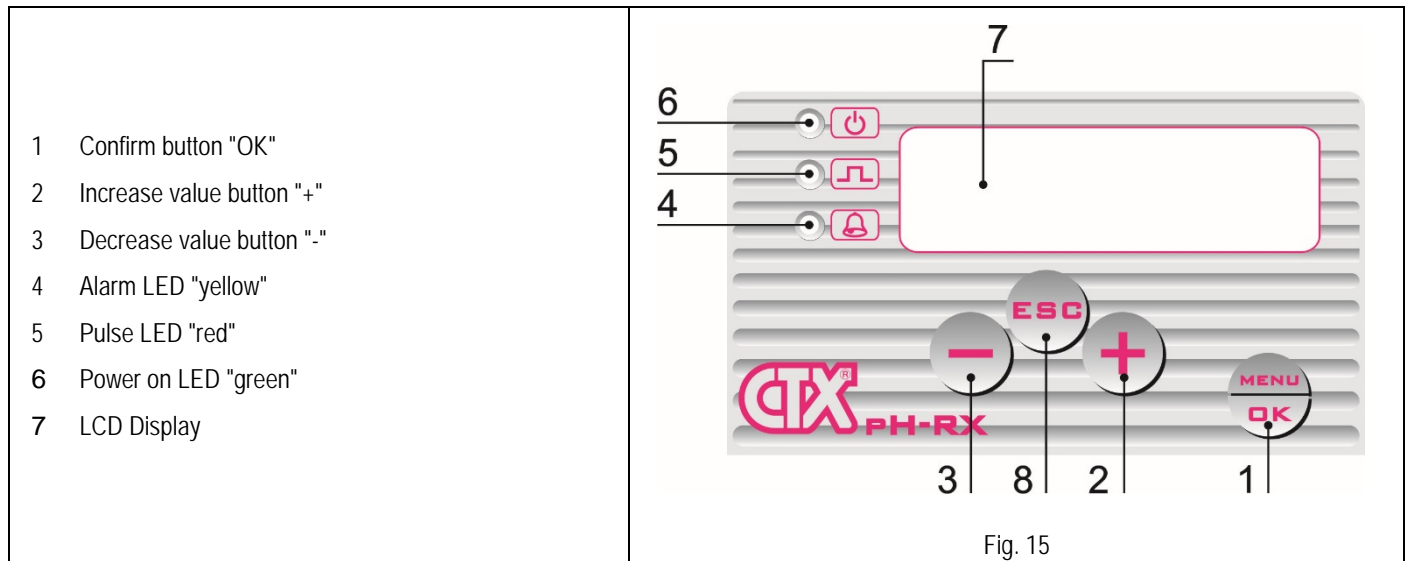 1 Confirm button "OK"
2 Increase value button "+"
3 Decrease value button "-"
4 Alarm LED "yellow"
5 Pulse LED "red"
6 Power on LED "green"
7 LCD Display
7
6
5
4
ESC
− +
MENU
OK
CTX®
pH-RX
3 8 2 1
Fig. 15